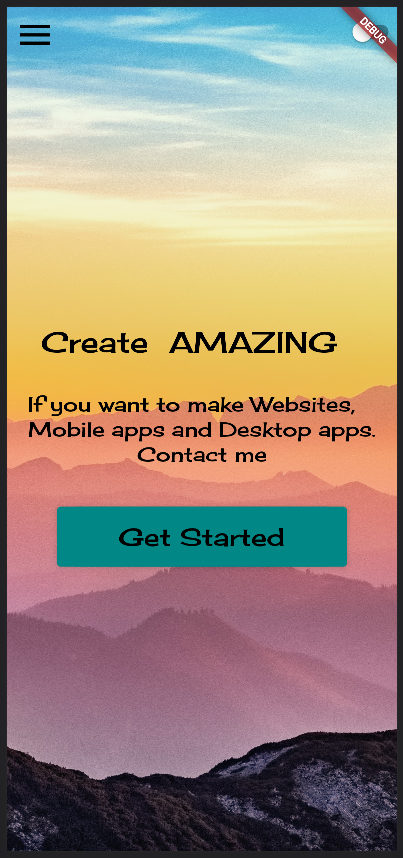 DEBUG
Create AMAZING
If you want to make Websites,
Mobile apps and Desktop apps.
Contact me
Get Started